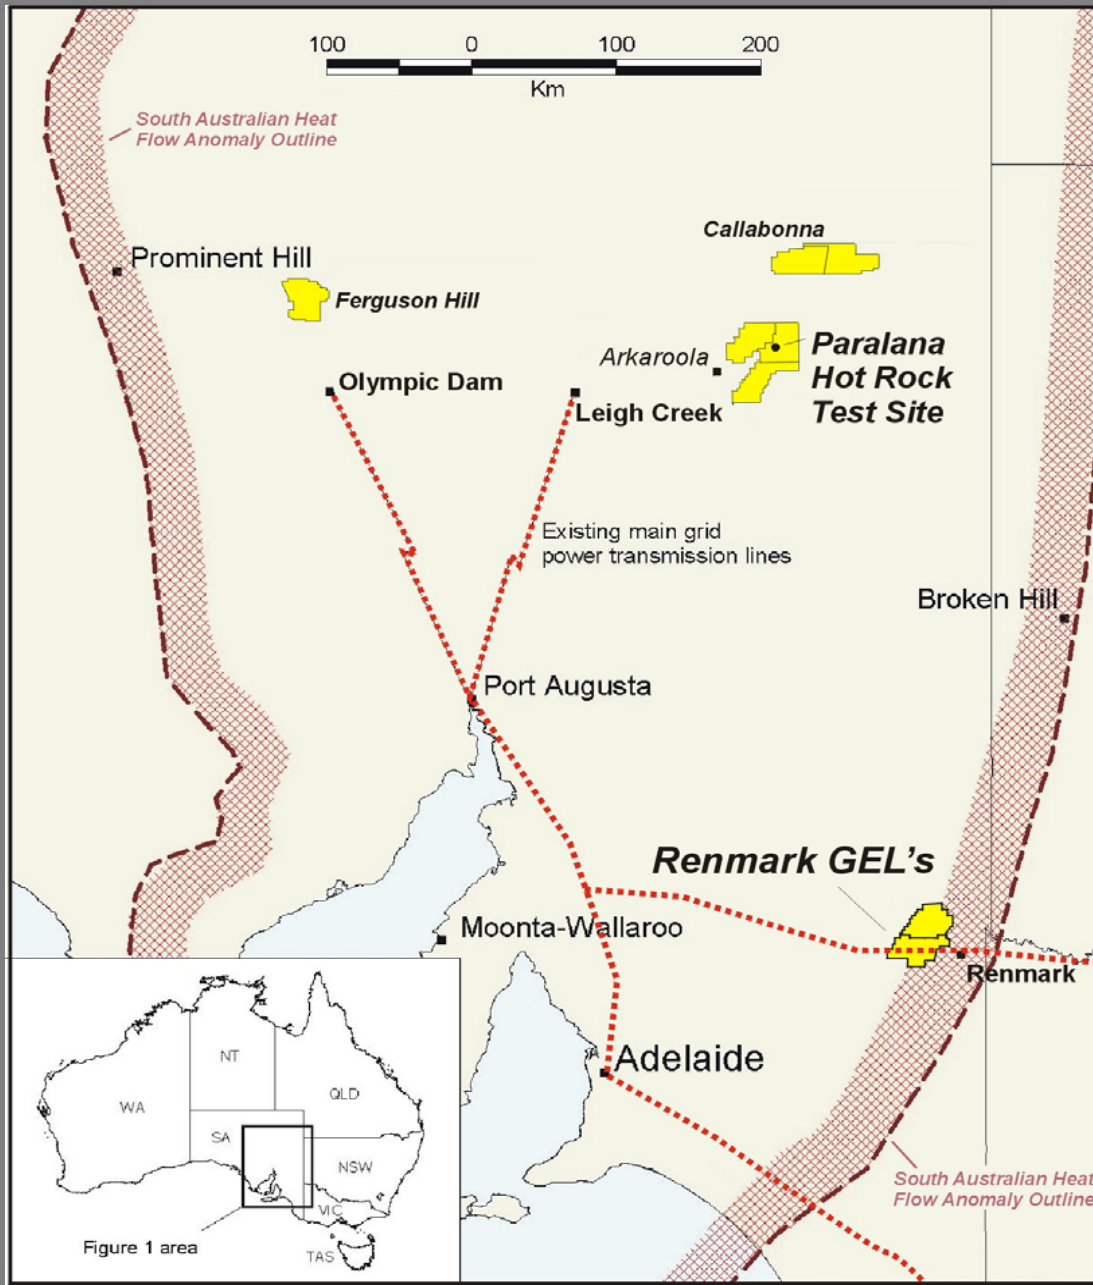 100 0 100 200
Km
South Australian Heat
Flow Anomaly Outline
Callabonna
Prominent Hill
Ferguson Hill
Paralana
Hot Rock
Test Site
Arkaroola
Olympic Dam
Leigh Creek
Existing main grid
power transmission lines
Broken Hill
Port Augusta
Renmark GEL's
Moonta-Wallaroo
Renmark
Adelaide
South Australian Heat
Flow Anomaly Outline
NT
WA
QLD
SA
NSW
VIC
TAS
Figure 1 area